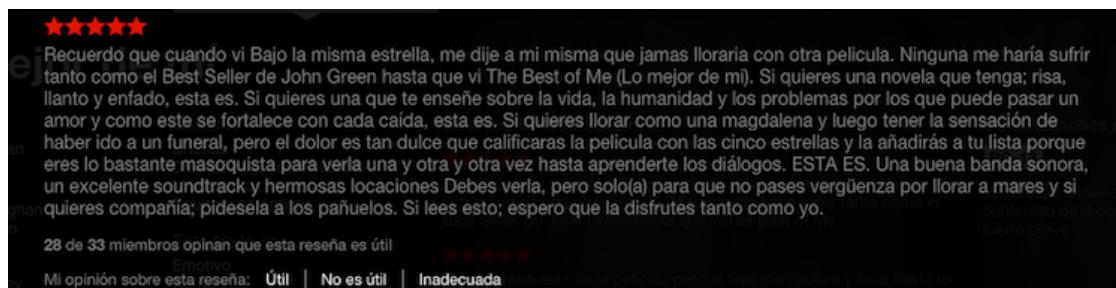 Recuerdo que cuando vi Bajo la misma estrella, me dije a mi misma que jamas lloraria con otra pelicula. Ninguna me haría sufrir
tanto como el Best Seller de John Green hasta que vi The Best of Me (Lo mejor de mi). Si quieres una novela que tenga; risa,
llanto y enfado, esta es. Si quieres una que te enseñe sobre la vida, la humanidad y los problemas por los que puede pasar un
amor y como este se fortalece con cada caída, esta es. Si quieres llorar como una magdalena y luego tener la sensación de
haber ido a un funeral, pero el dolor es tan dulce que calificaras la pelicula con las cinco estrellas y la añadirás a tu lista porque
eres lo bastante masoquista para verla una y otra y otra vez hasta aprenderte los diálogos. ESTA ES. Una buena banda sonora,
un excelente soundtrack y hermosas locaciones Debes verla, pero solo(a) para que no pases vergüenza por llorar a mares y si
quieres compañía; pideselá a los pañuelos. Si lees esto; espero que la disfrutes tanto como yo.
28 de 33 miembros opinan que esta reseña es útil
Emotivo
Mi opinión sobre esta reseña: Útil | No es útil | Inadecuada